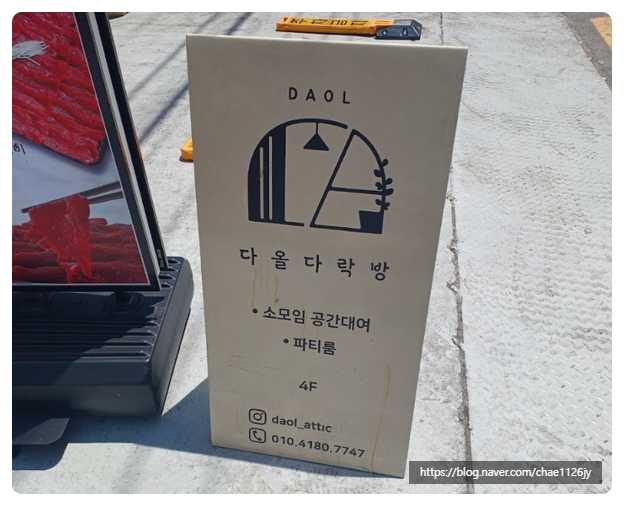 DAOL
다올다락방
• 소모임 공간대여
• 파티룸
4F
daol_attic
010.4180.7747
https://blog.naver.com/chae1126jy